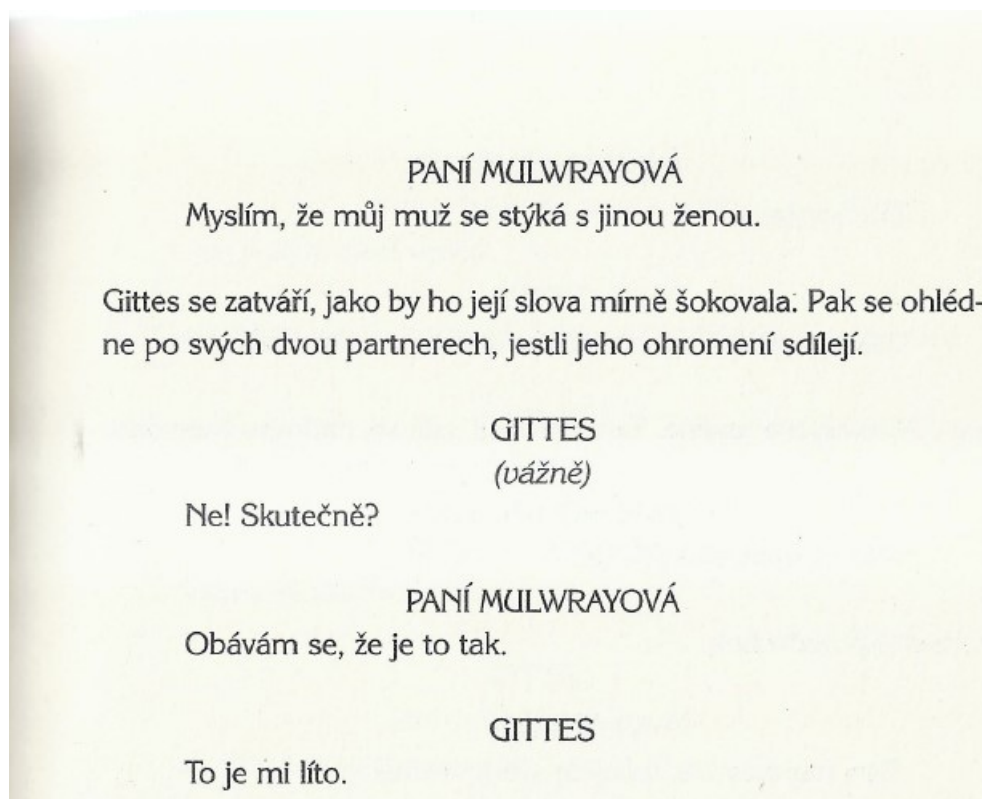 PANÍ MULWRAYOVÁ
Myslím, že můj muž se stýká s jinou ženou.
Gittes se zatváří, jako by ho její slova mírně šokovala. Pak se ohléd-
ne po svých dvou partnerech, jestli jeho ohromení sdílejí.
GITTES
(vážně)
Ne! Skutečně?
PANÍ MULWRAYOVÁ
Obávám se, že je to tak.
GITTES
To je mi líto.